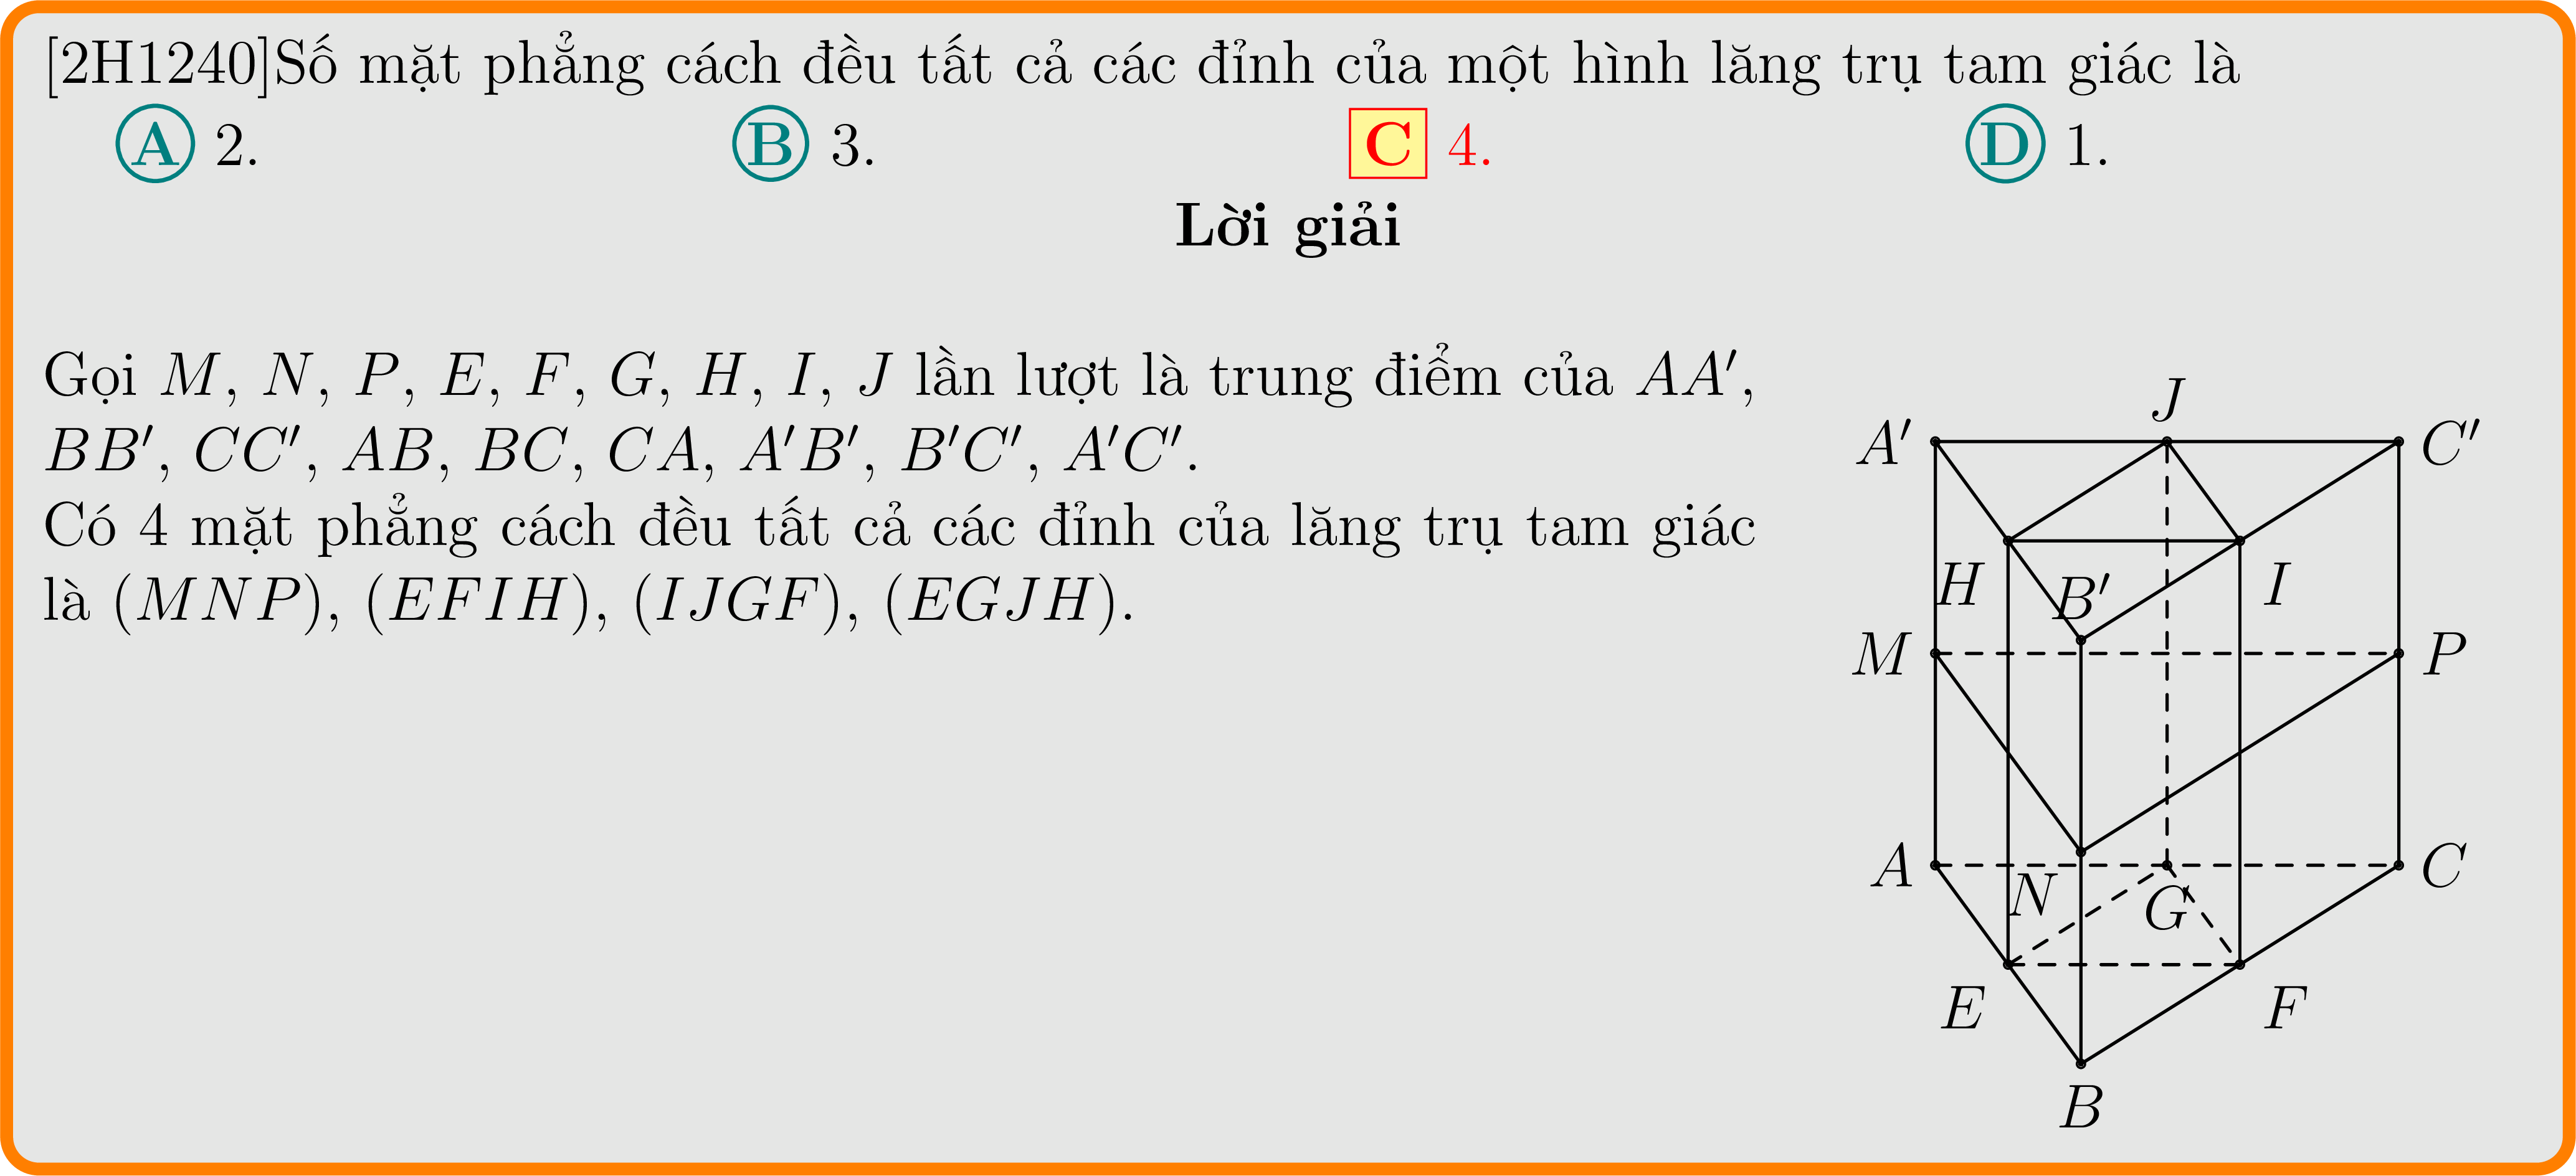 [2H1240]Số mặt phẳng cách đều tất cả các đỉnh của một hình lăng trụ tam giác là
A 2. B 3. C 4. D 1.
Lời giải
Gọi M, N, P, E, F, G, H, I, J lần lượt là trung điểm của AA′,
BB′, CC′, AB, BC, CA, A′B′, B′C′, A′C′.
Có 4 mặt phẳng cách đều tất cả các đỉnh của lăng trụ tam giác
là (MNP), (EFIH), (IJGF), (EGJH).
J
A′ C′
H B′ I
M P
A N G C
E F
B